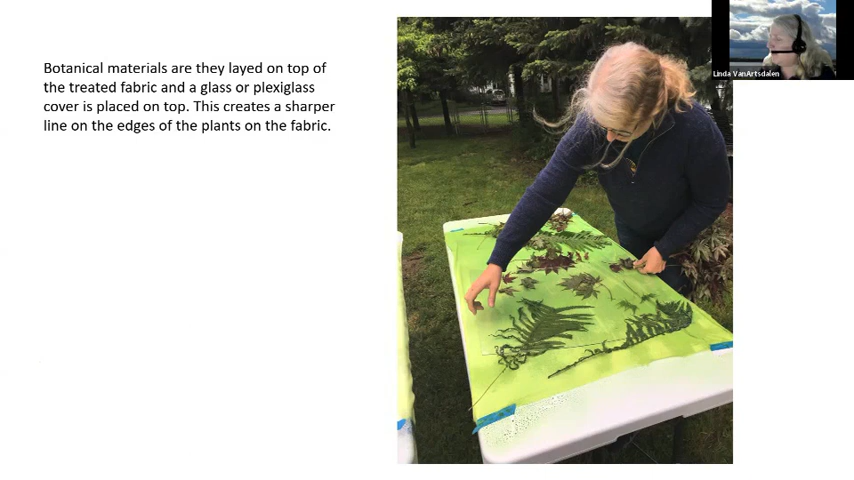 Botanical materials are they layed on top of
the treated fabric and a glass or plexiglass
cover is placed on top. This creates a sharper
line on the edges of the plants on the fabric.
Linda VanArtsdalen